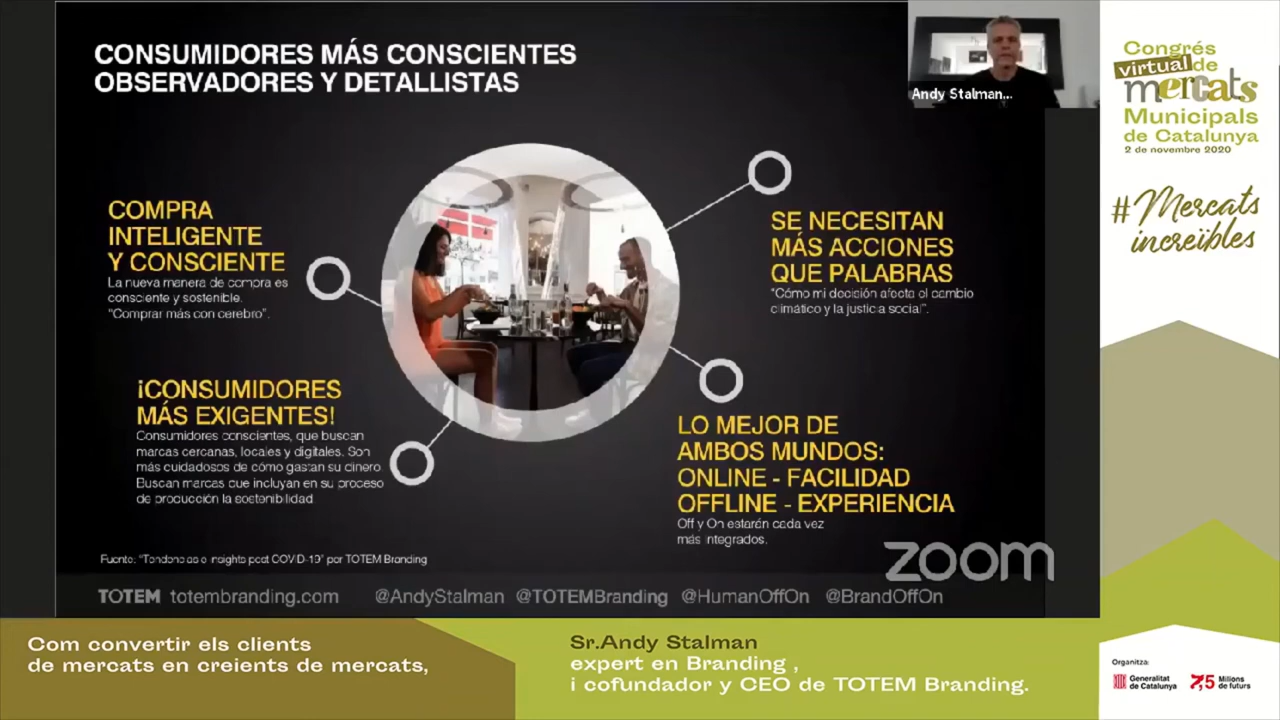 CONSUMIDORES MÁS CONSCIENTES
OBSERVADORES Y DETALLISTAS
Andy Stalman...
COMPRA
INTELIGENTE
Y CONSCIENTE
La nueva manera de compra es
consciente y sostenible.
"Comprar más con cerebro".
¡CONSUMIDORES
MÁS EXIGENTES!
Consumidores conscientes, que buscan
marcas cercanas, locales y digitales. Son
más cuidadosos de cómo gastan su dinero.
Buscan marcas que incluyan en su proceso
de producción la sostenibilidad.
SE NECESITAN
MÁS ACCIONES
QUE PALABRAS
"Cómo mi decisión afecta el cambio
climático y la justicia social".
LO MEJOR DE
AMBOS MUNDOS:
ONLINE - FACILIDAD
OFFLINE - EXPERIENCIA
Off y On estarán cada vez
más integrados.
Fuente: "Tendencias e insights post COVID-19" por TOTEM Branding
zoom
TOTEM totembranding.com @AndyStalman @TOTEMBranding @HumanOffOn @BrandOffOn
Com convertir els clients
de mercats en creients de mercats,
Sr.Andy Stalman
expert en Branding ,
i cofundador y CEO de TOTEM Branding.
Congrés
virtual de
mercats
Municipals
de Catalunya
2 de novembre 2020
#Mercats
increïbles
Organitza:
Generalitat
de Catalunya
7,5 Milions
de futurs